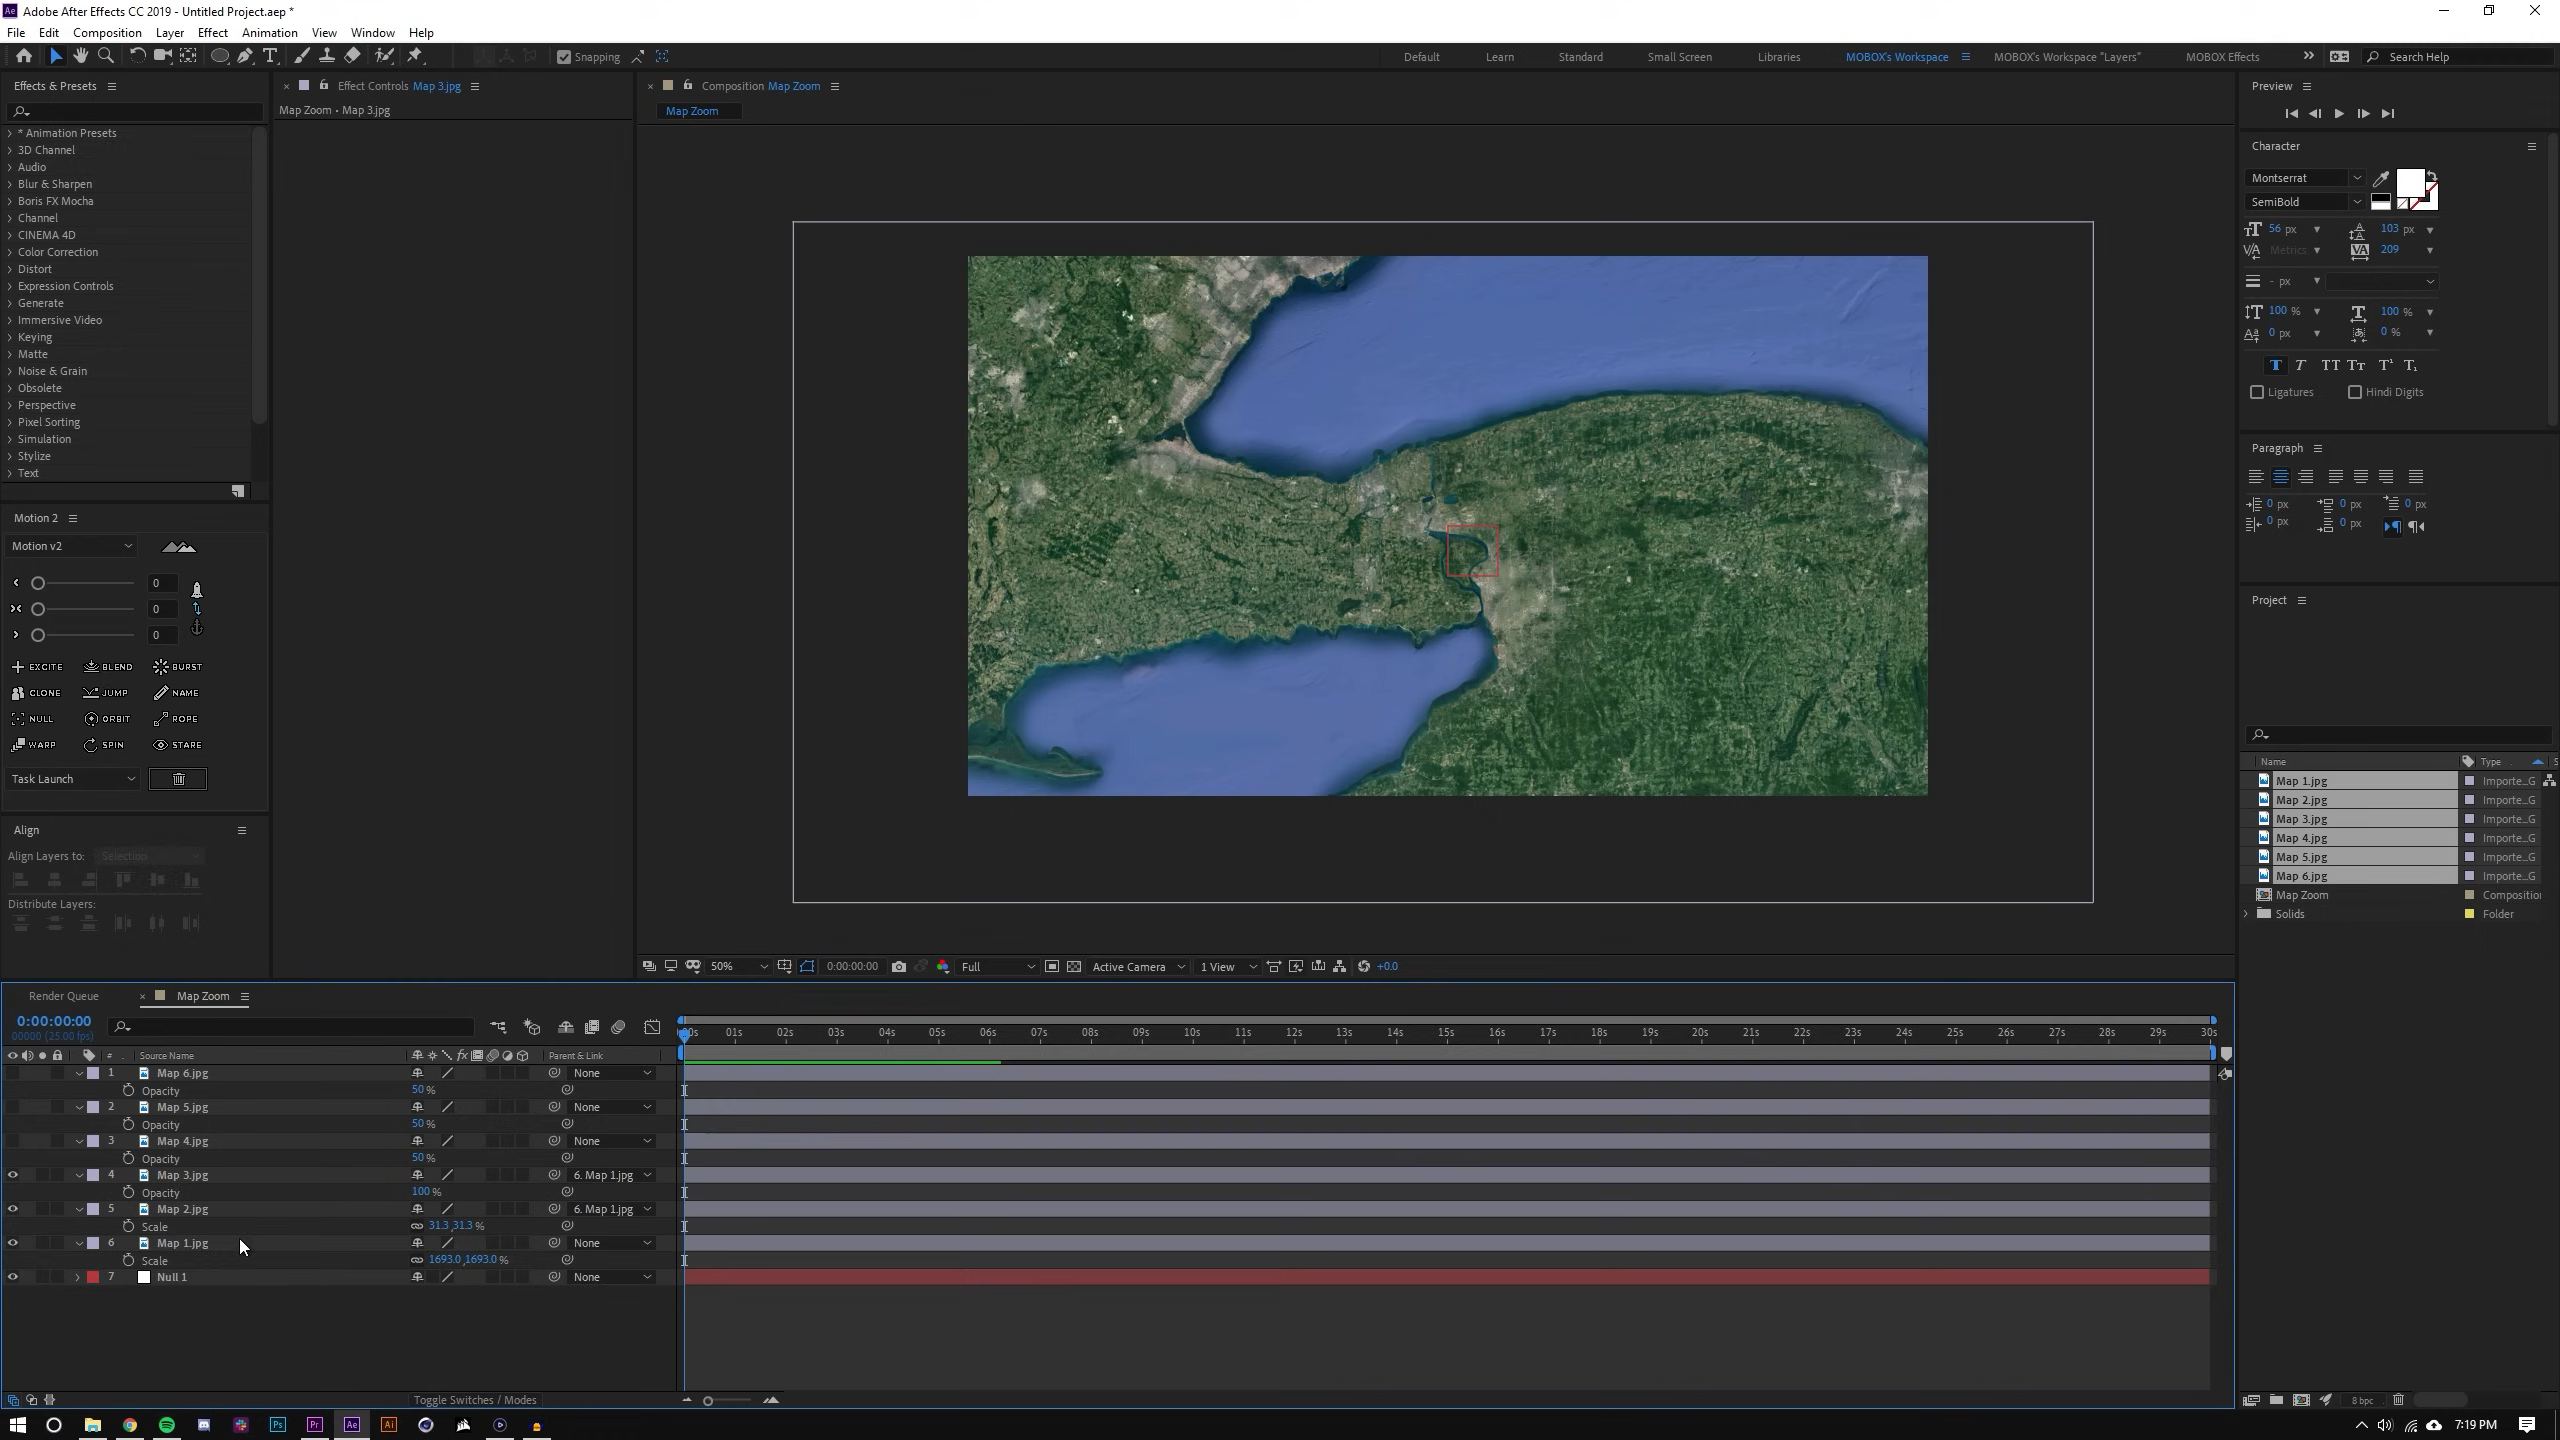 Adobe After Effects CC 2019 - Untitled Project.aep *
File Edit Composition Layer Effect Animation View Window Help
Snapping
Default Learn Standard Small Screen Libraries MOBOX's Workspace MOBOX's Workspace "Layers" MOBOX Effects Search Help
Effects & Presets
* Animation Presets
3D Channel
Audio
Blur & Sharpen
Boris FX Mocha
Channel
CINEMA 4D
Color Correction
Distort
Expression Controls
Generate
Immersive Video
Keying
Matte
Noise & Grain
Obsolete
Perspective
Pixel Sorting
Simulation
Stylize
Text
Motion 2
Motion v2
0
0
0
EXCITE BLEND BURST
CLONE JUMP NAME
NULL ORBIT ROPE
WARP SPIN STARE
Task Launch
Align
Align Layers to: Selection
Distribute Layers:
Effect Controls Map 3.jpg
Map Zoom • Map 3.jpg
Composition Map Zoom
Map Zoom
50% 0:00:00:00 Full Active Camera 1 View +0.0
Preview
Character
Montserrat
SemiBold
56 px 103 px
Metrics 209
- px
100 % 100 %
0 px 0 %
Ligatures Hindi Digits
Paragraph
0 px 0 px 0 px
0 px 0 px
Project
Name Type
Map 1.jpg Importe...G
Map 2.jpg Importe...G
Map 3.jpg Importe...G
Map 4.jpg Importe...G
Map 5.jpg Importe...G
Map 6.jpg Importe...G
Map Zoom Composition
Solids Folder
8 bpc
Render Queue Map Zoom
0:00:00:00
00000 (25.00 fps)
01s 02s 03s 04s 05s 06s 07s 08s 09s 10s 11s 12s 13s 14s 15s 16s 17s 18s 19s 20s 21s 22s 23s 24s 25s 26s 27s 28s 29s 30s
# Source Name Parent & Link
1 Map 6.jpg None
Opacity 50 %
2 Map 5.jpg None
Opacity 50 %
3 Map 4.jpg None
Opacity 50 %
4 Map 3.jpg 6. Map 1.jpg
Opacity 100 %
5 Map 2.jpg 6. Map 1.jpg
Scale 31.3,31.3 %
6 Map 1.jpg None
Scale 1693.0,1693.0 %
7 Null 1 None
Toggle Switches / Modes
7:19 PM